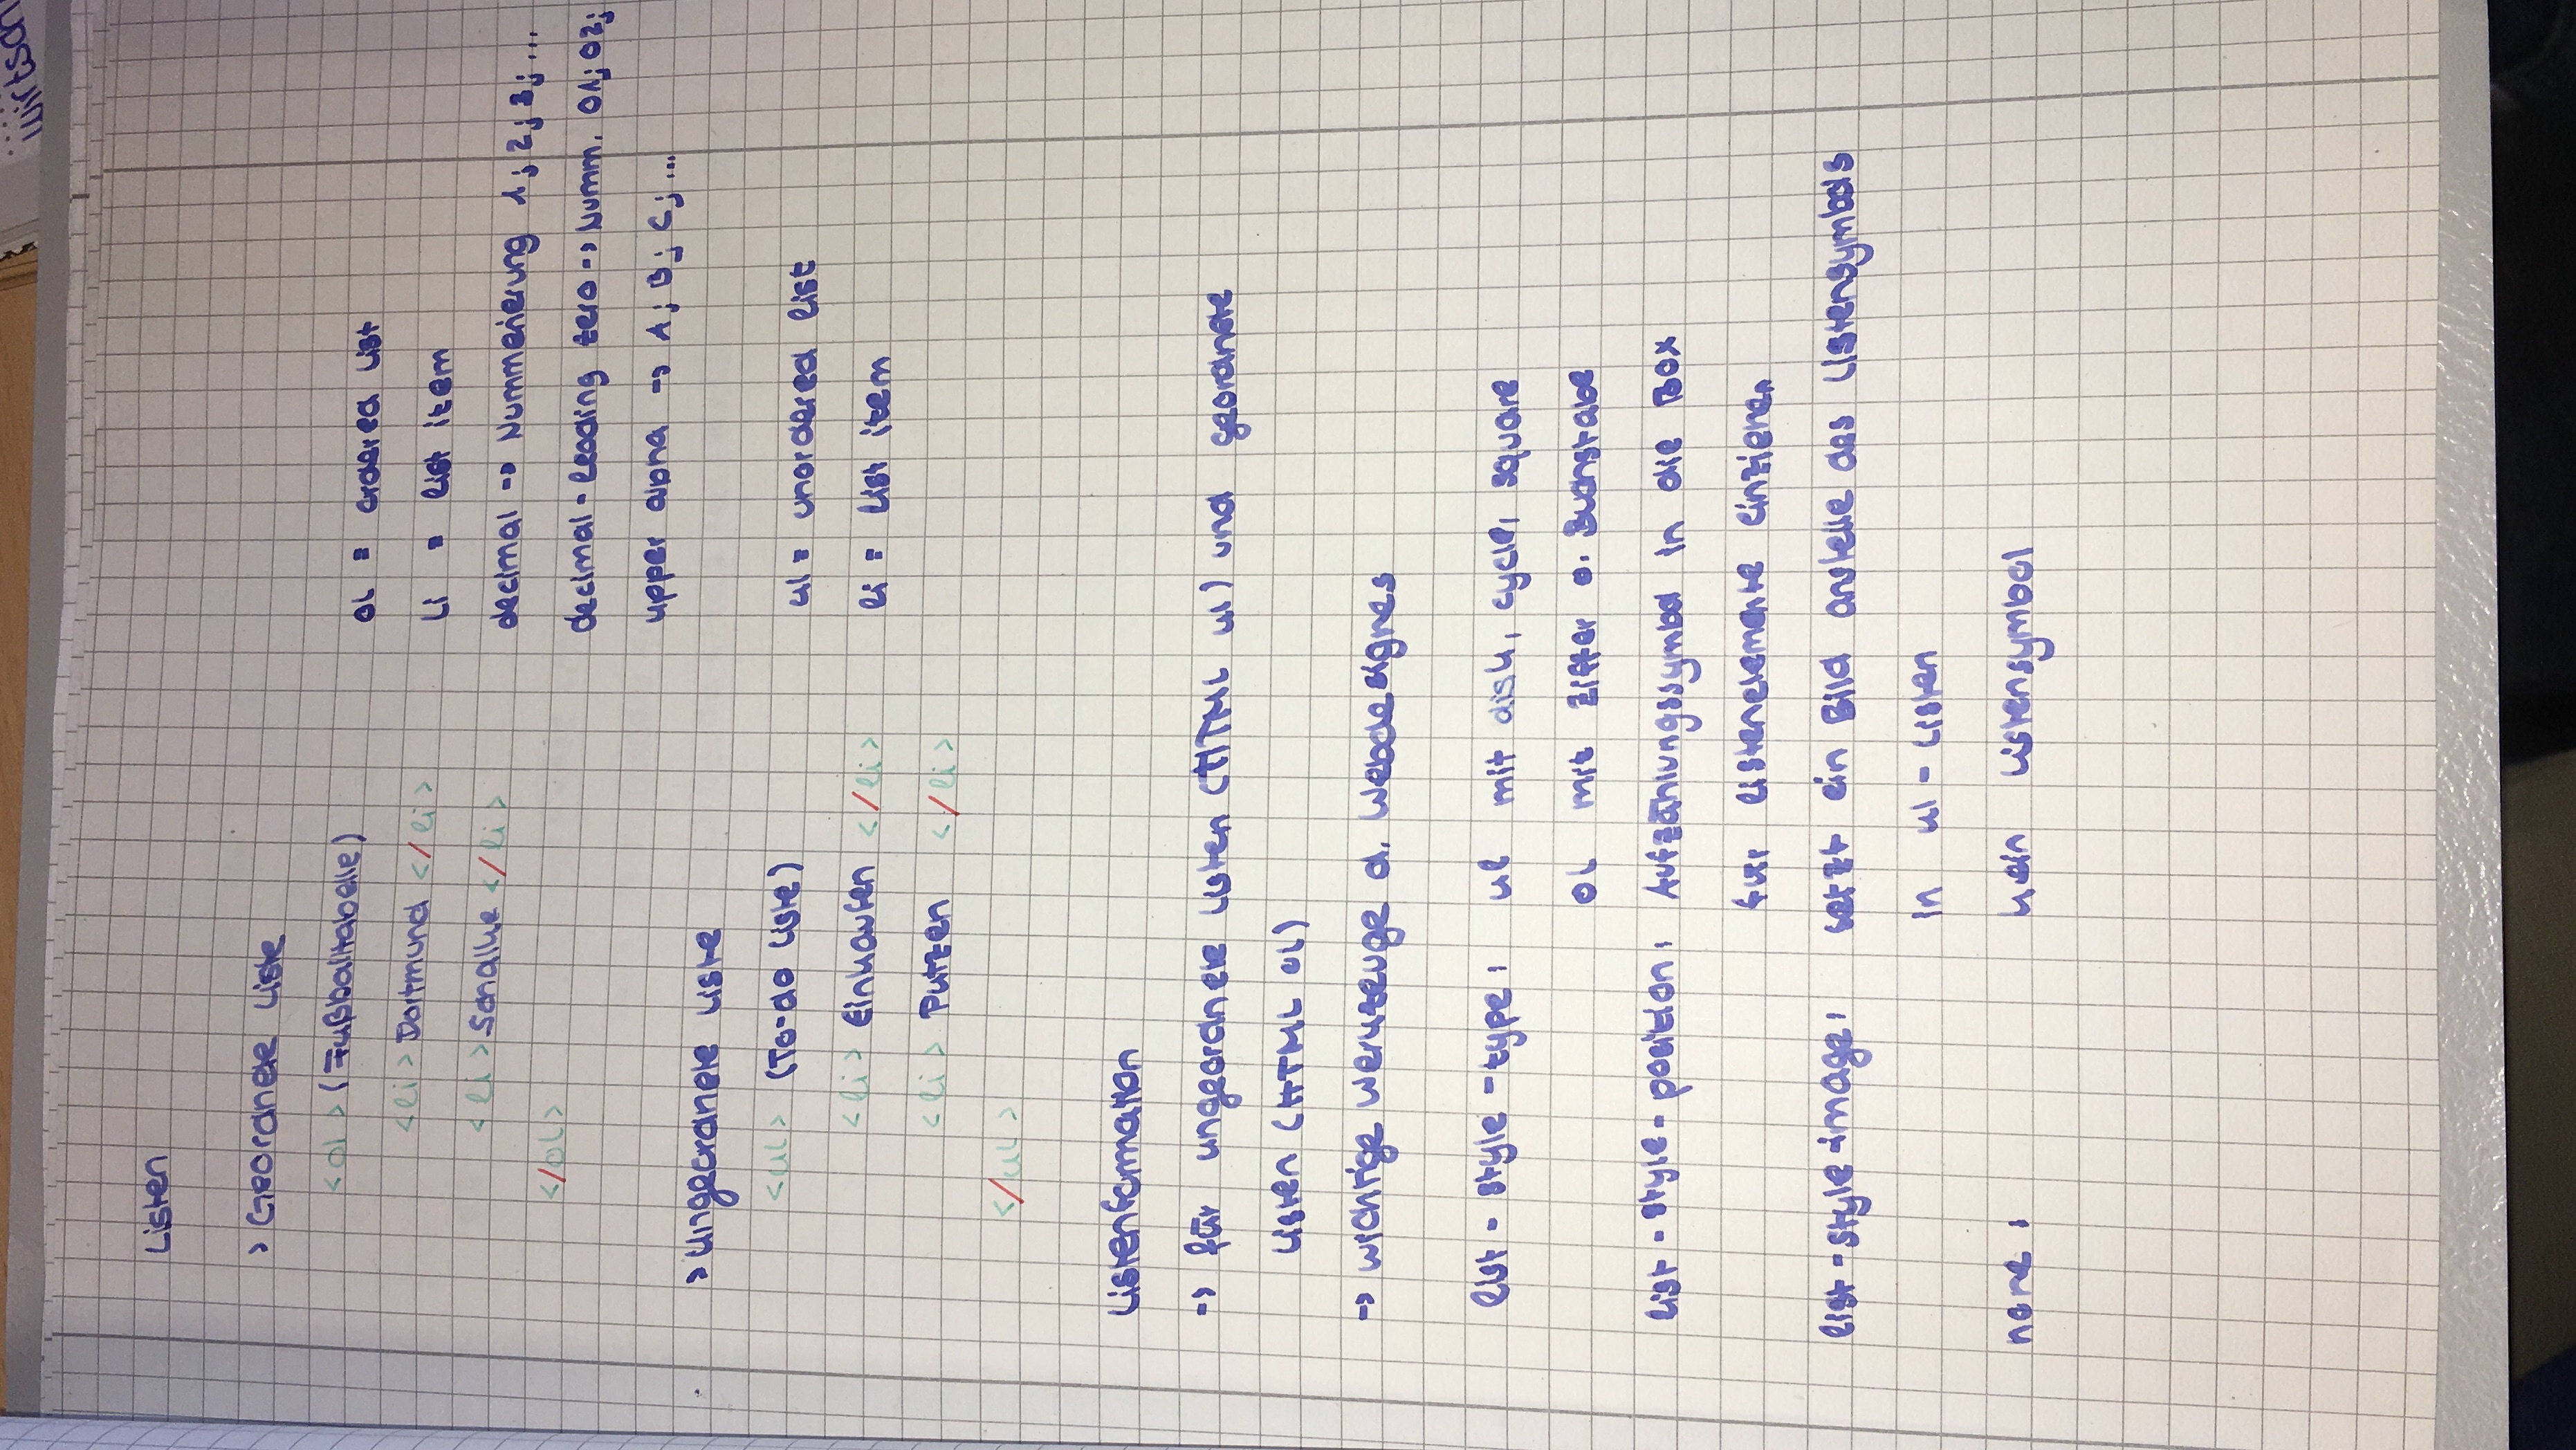 wirtsch
Listen
> Geordnete Liste
<ol> (Fußballtabelle)
<li> Dortmund </li>
<li> Schalke </li>
</ol>
ol = ordered list
li = list item
decimal -> Nummerierung 1; 2; 3; ...
decimal-leading zero -> Numm. 01; 02;
upper alpha -> A; B; C; ...
> ungeordnete Liste
<ul> (To-do Liste)
<li> Einkaufen </li>
<li> Putzen </li>
</ul>
ul = unordered list
li = list item
Listenformation
-> für ungeordnete Listen (HTML ul) und geordnete
Listen (HTML ol)
-> wichtige Werkzeuge d. Webdesignes
list-style-type: ul mit disk, cycle, square
ol mit Ziffer o. Buchstabe
list-style-position: Aufzählungssymbol in die Box
für Listenelemente einziehen
list-style-image: setzt ein Bild anstelle des Listensymbols
in ul-Listen
none: kein Listensymbol